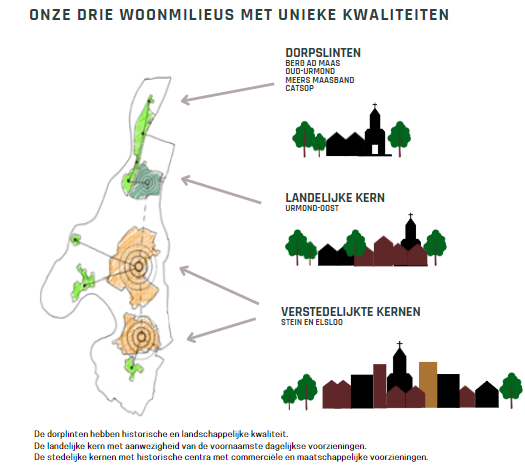 ONZE DRIE WOONMILIEUS MET UNIEKE KWALITEITEN
DORPSLINTEN
BERG AD MAAS
OUD-URMOND
MEERS MAASBAND
CATSOP
LANDELIJKE KERN
URMOND-OOST
VERSTEDELIJKTE KERNEN
STEIN EN ELSLOO
De dorplinten hebben historische en landschappelijke kwaliteit.
De landelijke kern met aanwezigheid van de voornaamste dagelijkse voorzieningen.
De stedelijke kernen met historische centra met commerciële en maatschappelijke voorzieningen.